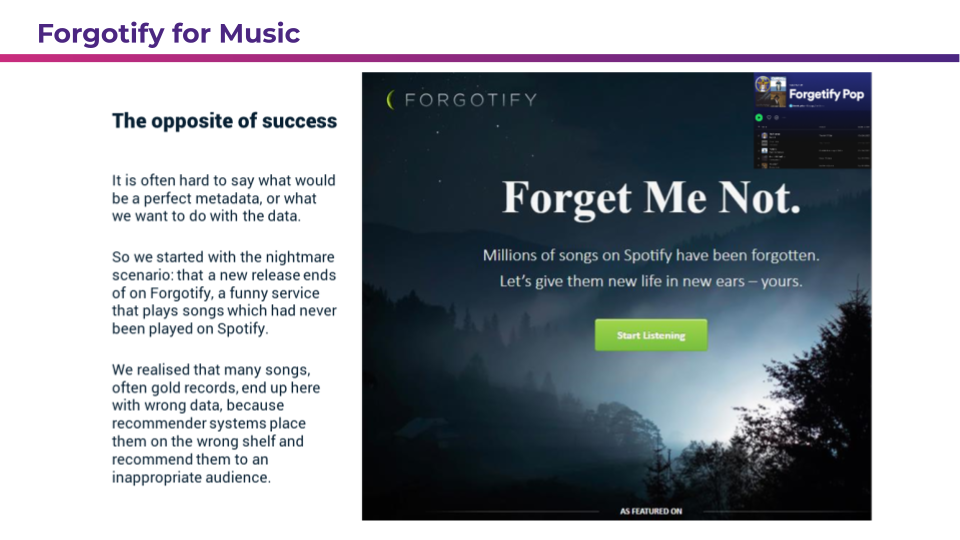 Forgotify for Music
The opposite of success
It is often hard to say what would
be a perfect metadata, or what
we want to do with the data.
So we started with the nightmare
scenario: that a new release ends
of on Forgotify, a funny service
that plays songs which had never
been played on Spotify.
We realised that many songs,
often gold records, end up here
with wrong data, because
recommender systems place
them on the wrong shelf and
recommend them to an
inappropriate audience.
FORGOTIFY
Forgetify Pop
Forget Me Not.
Millions of songs on Spotify have been forgotten.
Let's give them new life in new ears – yours.
Start Listening
AS FEATURED ON